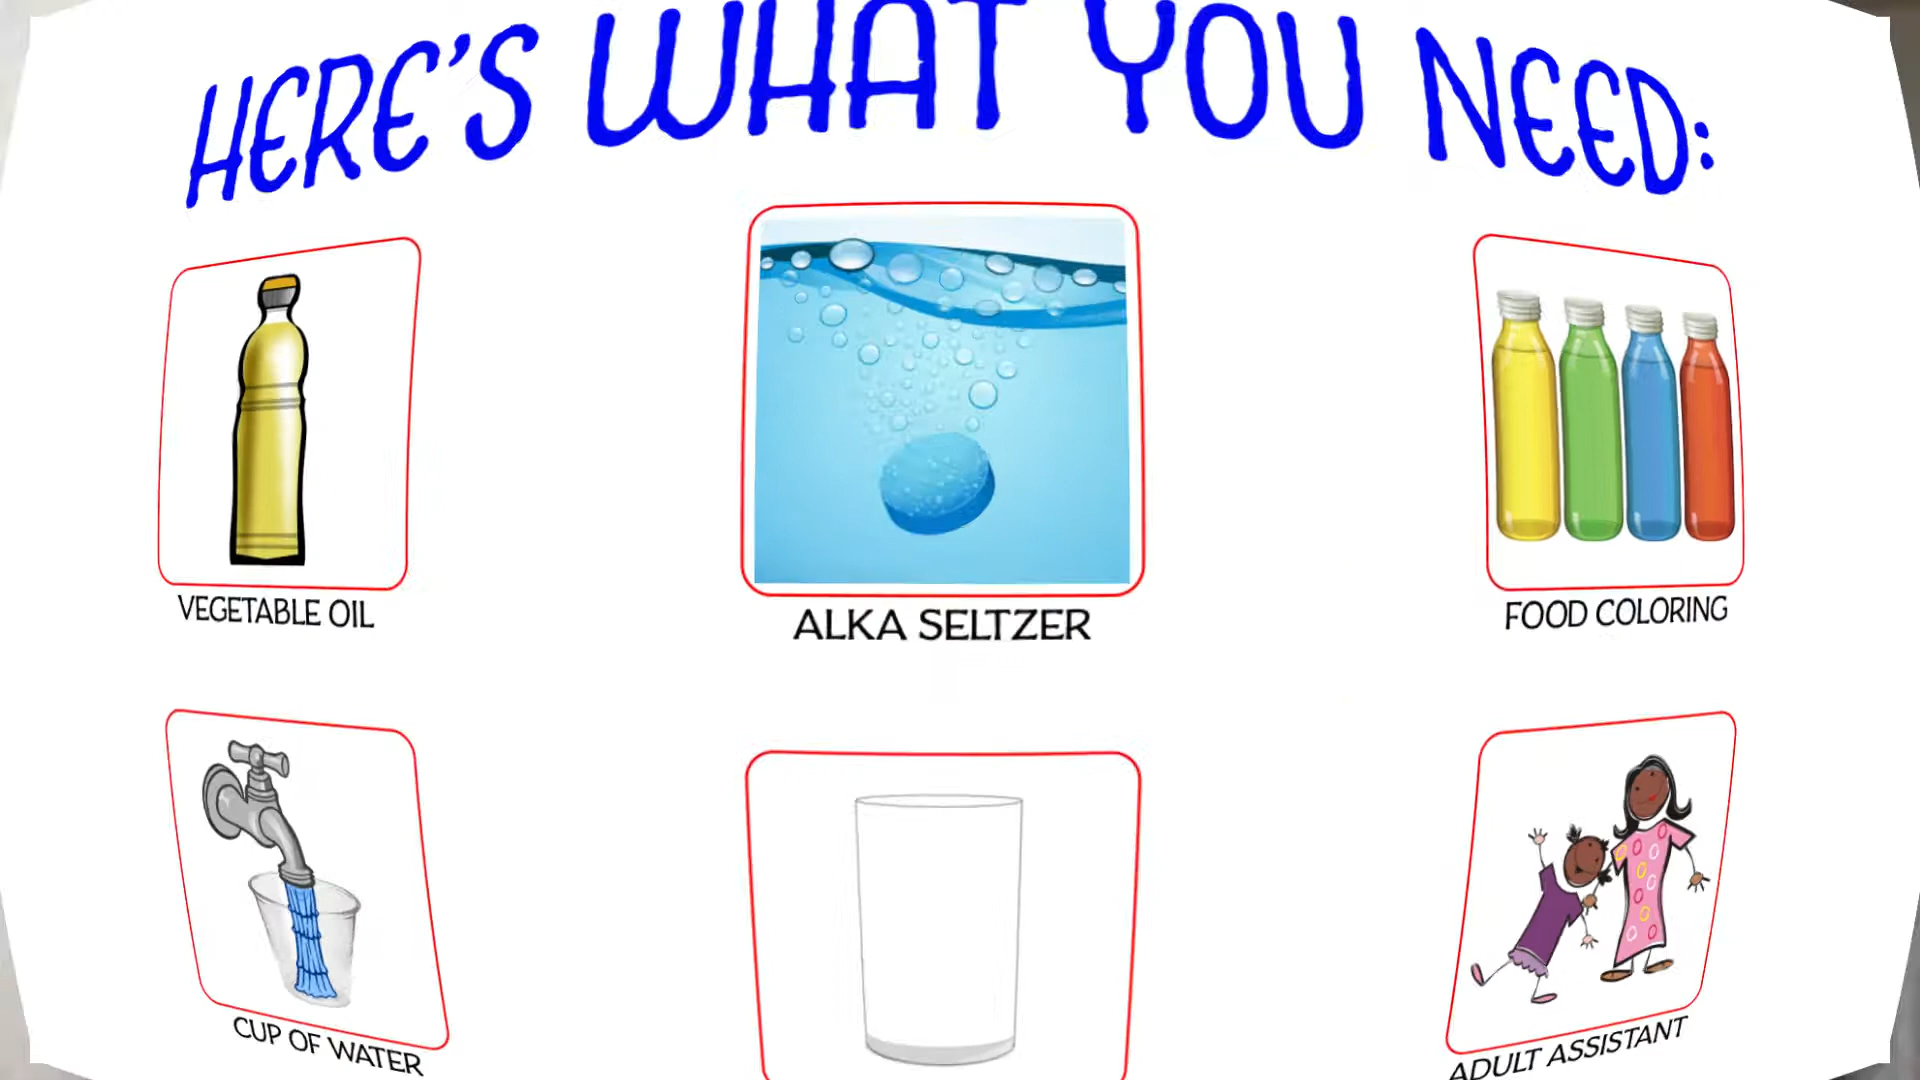 HERE'S WHAT YOU NEED:
VEGETABLE OIL
ALKA SELTZER
FOOD COLORING
CUP OF WATER
ADULT ASSISTANT